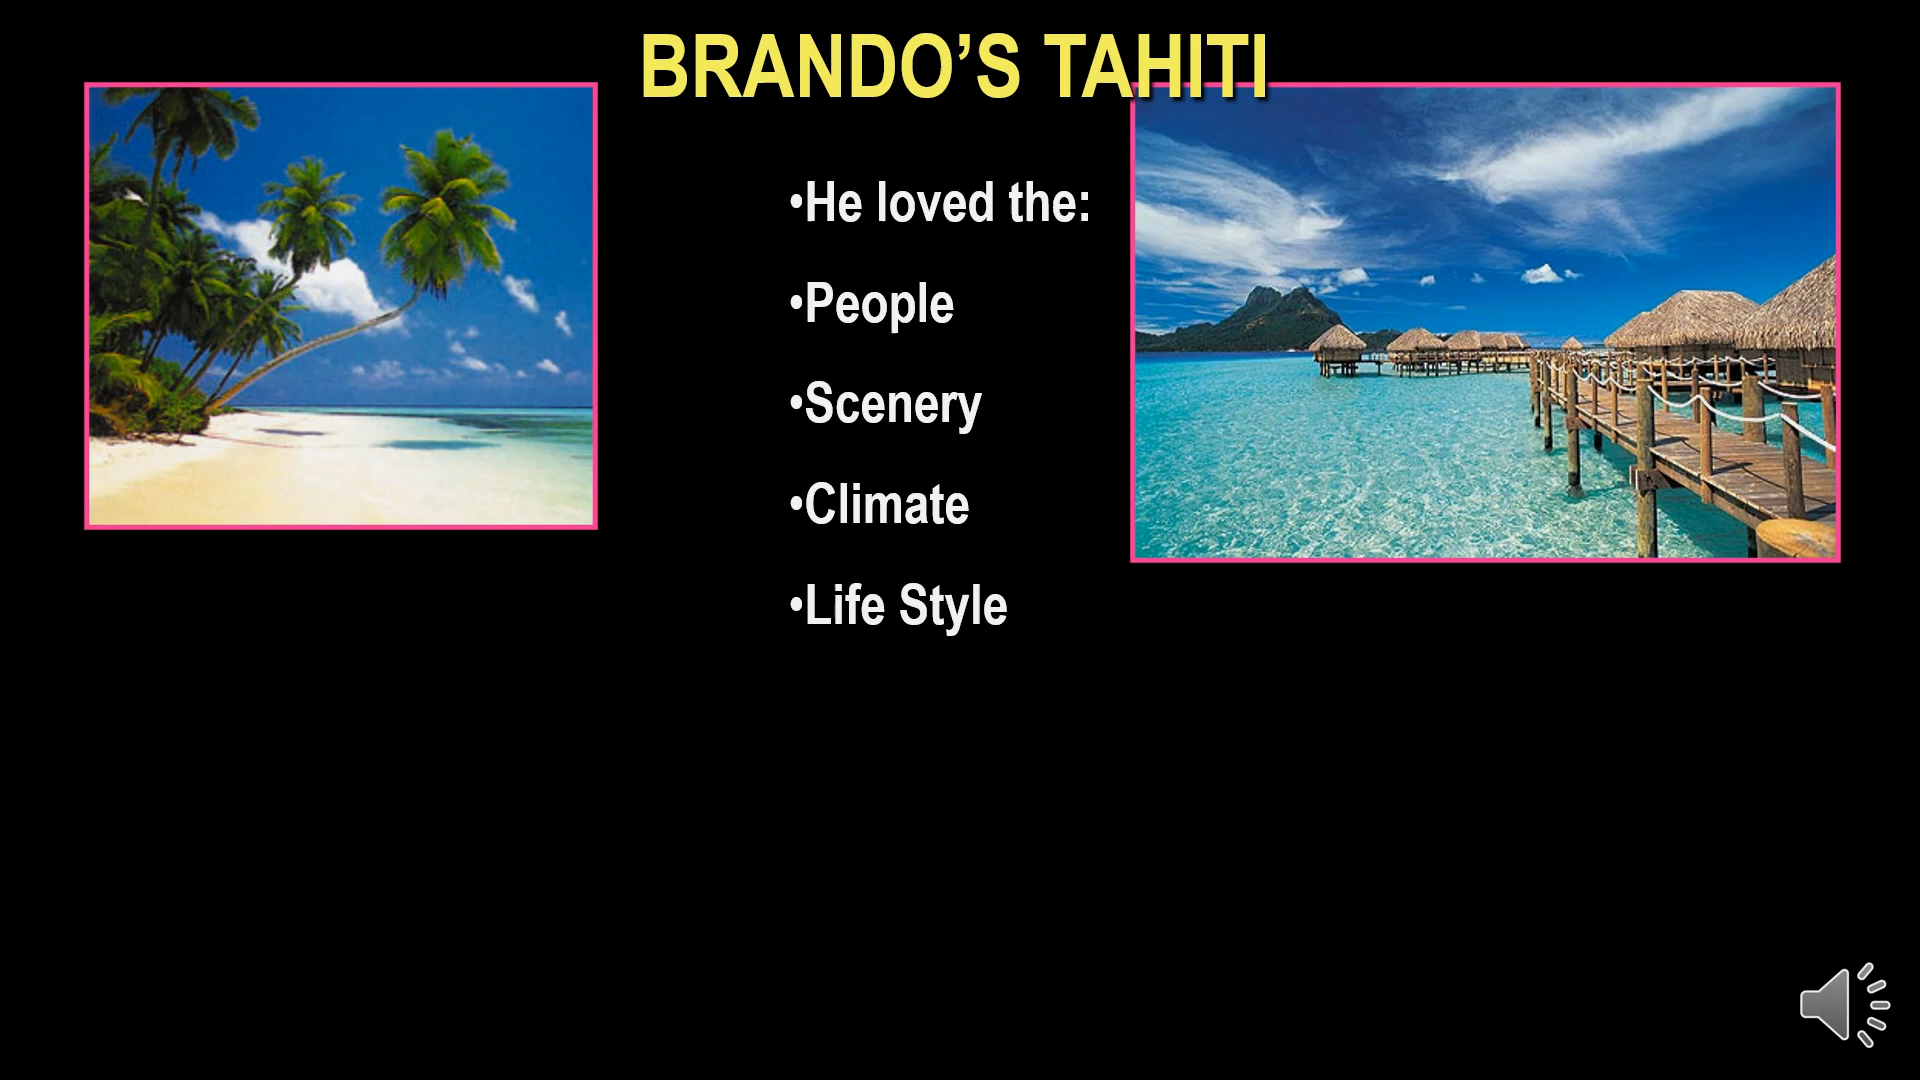 BRANDO’S TAHITI
•He loved the:
•People
•Scenery
•Climate
•Life Style